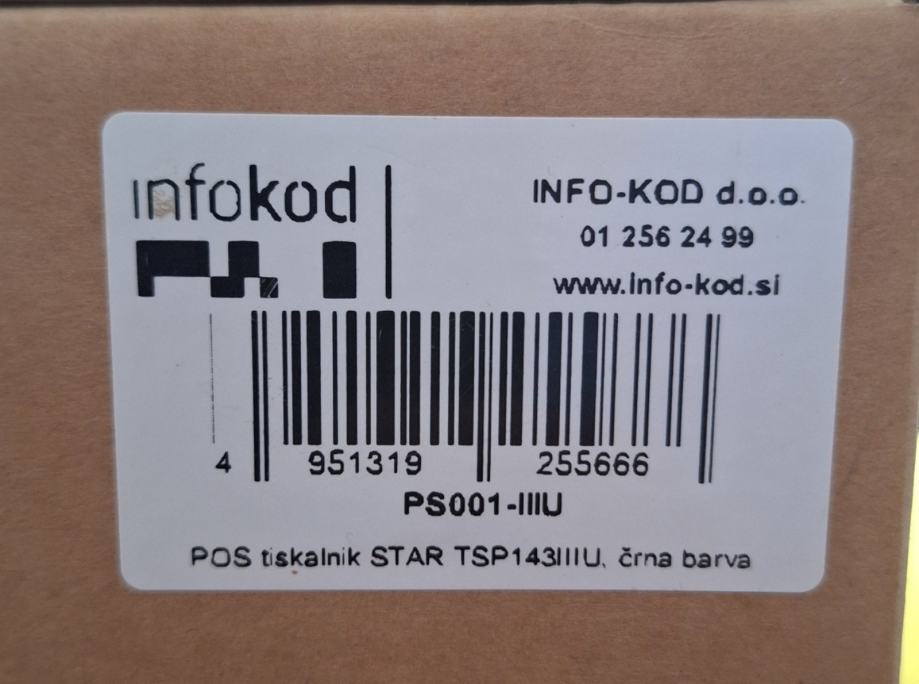 infokod
INFO-KOD d.o.o.
01 256 24 99
www.info-kod.si
4 951319 255666
PS001-IIIU
POS tiskalnik STAR TSP143IIIU, črna barva